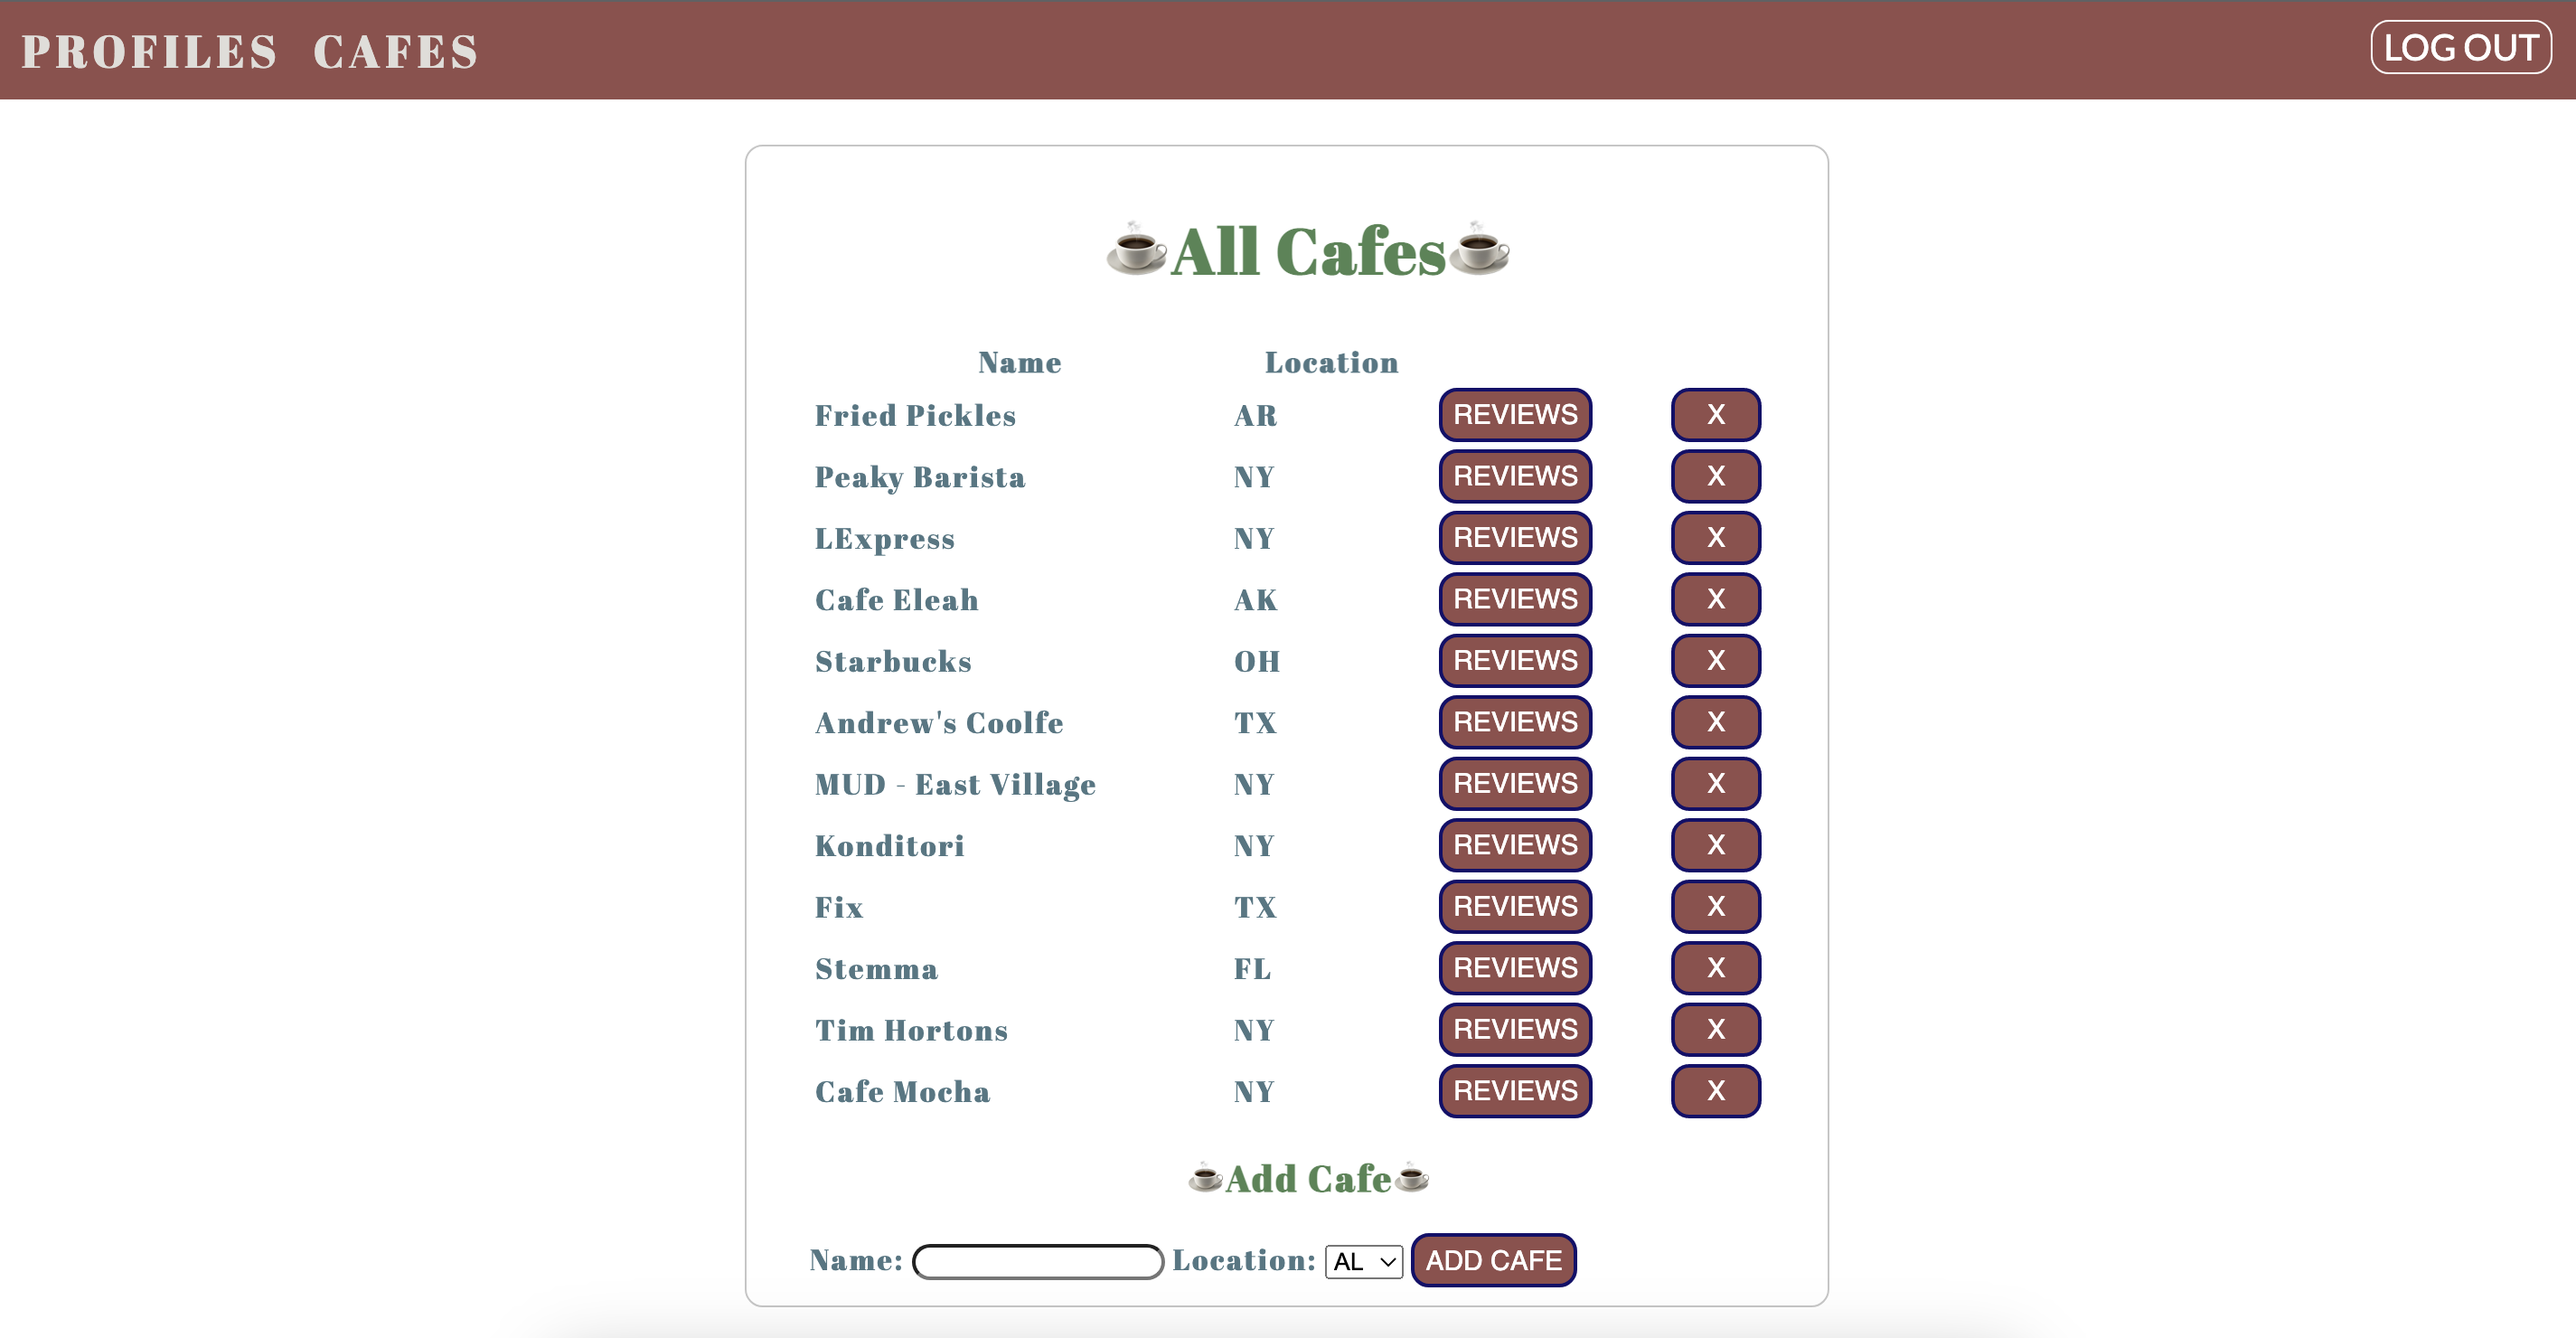 PROFILES CAFES LOG OUT
All Cafes
Name Location
Fried Pickles AR REVIEWS X
Peaky Barista NY REVIEWS X
LExpress NY REVIEWS X
Cafe Eleah AK REVIEWS X
Starbucks OH REVIEWS X
Andrew's Coolfe TX REVIEWS X
MUD - East Village NY REVIEWS X
Konditori NY REVIEWS X
Fix TX REVIEWS X
Stemma FL REVIEWS X
Tim Hortons NY REVIEWS X
Cafe Mocha NY REVIEWS X
Add Cafe
Name: Location: AL ADD CAFE